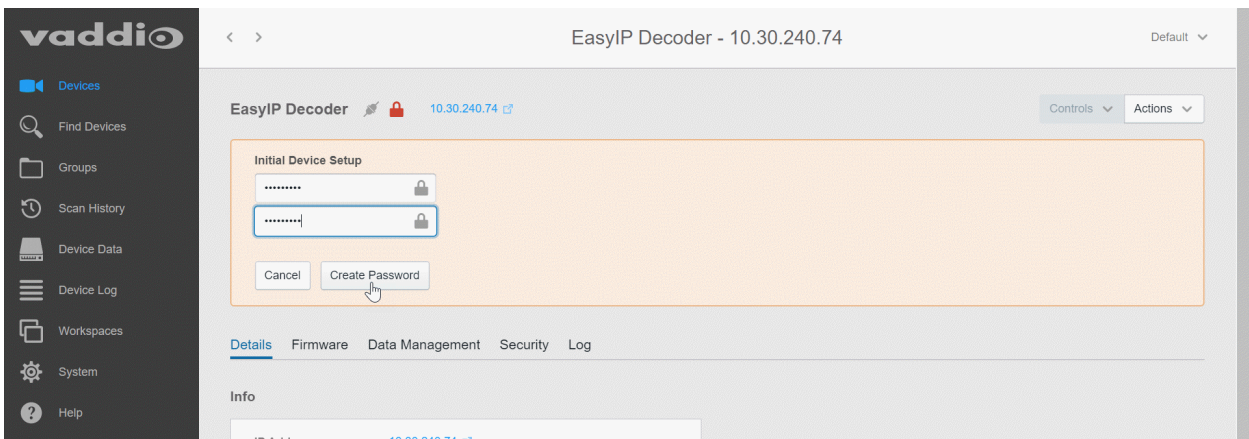 vaddio
EasyIP Decoder - 10.30.240.74
Default
Devices
Find Devices
Groups
Scan History
Device Data
Device Log
Workspaces
System
Help
EasyIP Decoder 10.30.240.74
Controls Actions
Initial Device Setup
•••••••••
•••••••••
Cancel Create Password
Details Firmware Data Management Security Log
Info